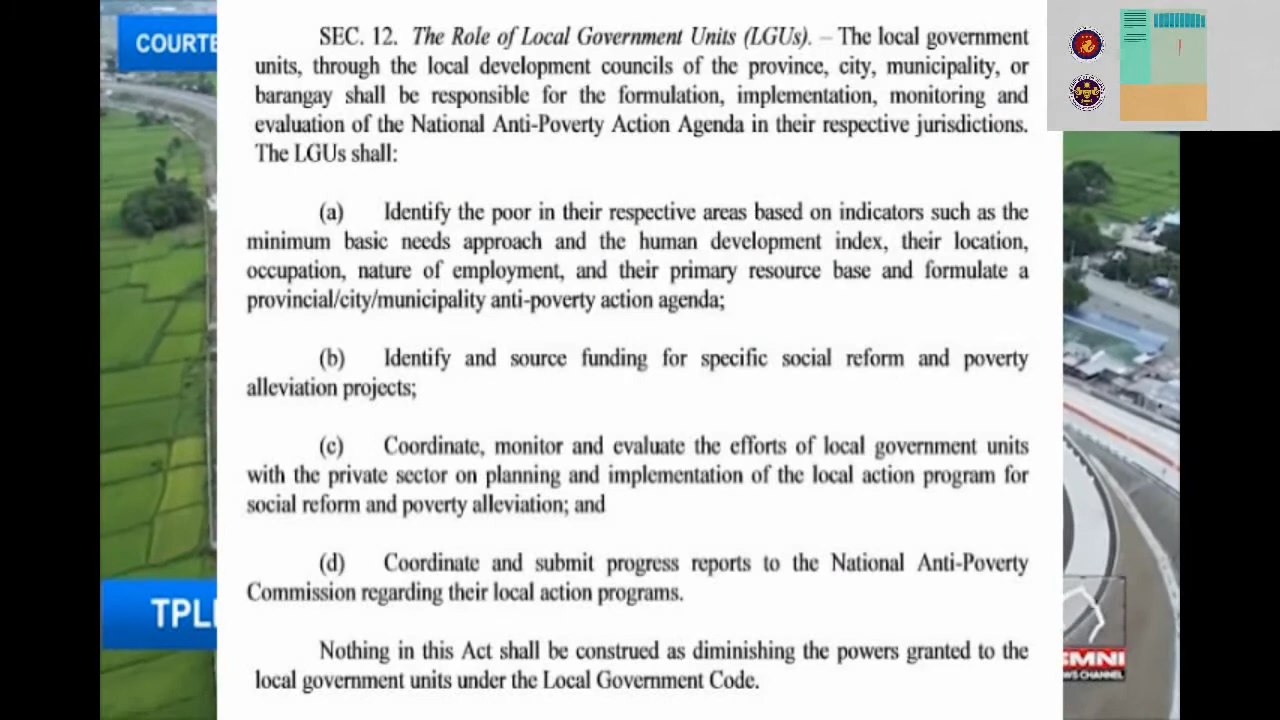 COURTE
SEC. 12. The Role of Local Government Units (LGUs). – The local government
units, through the local development councils of the province, city, municipality, or
barangay shall be responsible for the formulation, implementation, monitoring and
evaluation of the National Anti-Poverty Action Agenda in their respective jurisdictions.
The LGUs shall:
(a) Identify the poor in their respective areas based on indicators such as the
minimum basic needs approach and the human development index, their location,
occupation, nature of employment, and their primary resource base and formulate a
provincial/city/municipality anti-poverty action agenda;
(b) Identify and source funding for specific social reform and poverty
alleviation projects;
(c) Coordinate, monitor and evaluate the efforts of local government units
with the private sector on planning and implementation of the local action program for
social reform and poverty alleviation; and
(d) Coordinate and submit progress reports to the National Anti-Poverty
Commission regarding their local action programs.
TPL
Nothing in this Act shall be construed as diminishing the powers granted to the
local government units under the Local Government Code.
SMNI
NEWS CHANNEL